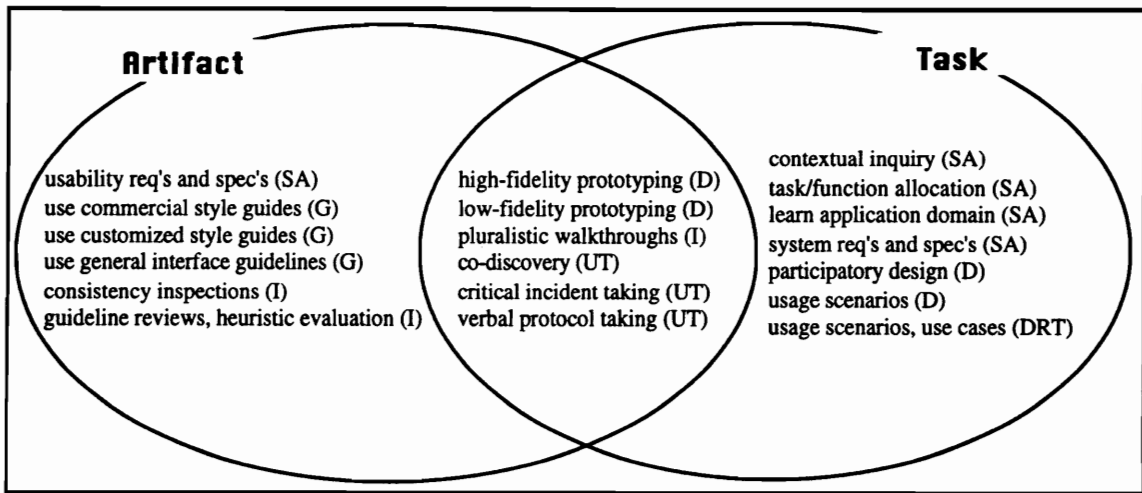 Artifact
Task
usability req's and spec's (SA)
use commercial style guides (G)
use customized style guides (G)
use general interface guidelines (G)
consistency inspections (I)
guideline reviews, heuristic evaluation (I)
high-fidelity prototyping (D)
low-fidelity prototyping (D)
pluralistic walkthroughs (I)
co-discovery (UT)
critical incident taking (UT)
verbal protocol taking (UT)
contextual inquiry (SA)
task/function allocation (SA)
learn application domain (SA)
system req's and spec's (SA)
participatory design (D)
usage scenarios (D)
usage scenarios, use cases (DRT)